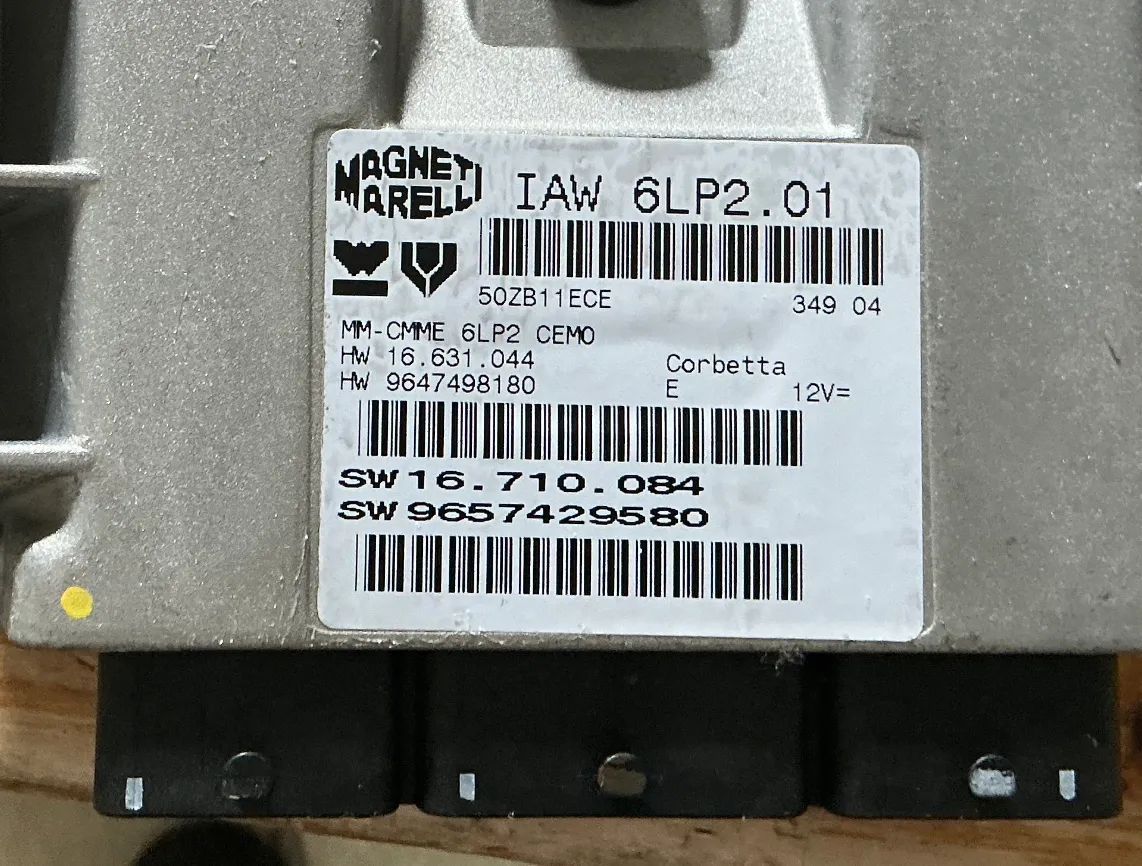 MAGNETI
MARELLI
IAW 6LP2.01
50ZB11ECE 349 04
MM-CMME 6LP2 CEMO
HW 16.631.044 Corbetta
HW 9647498180 E 12V=
SW 16.710.084
SW 9657429580